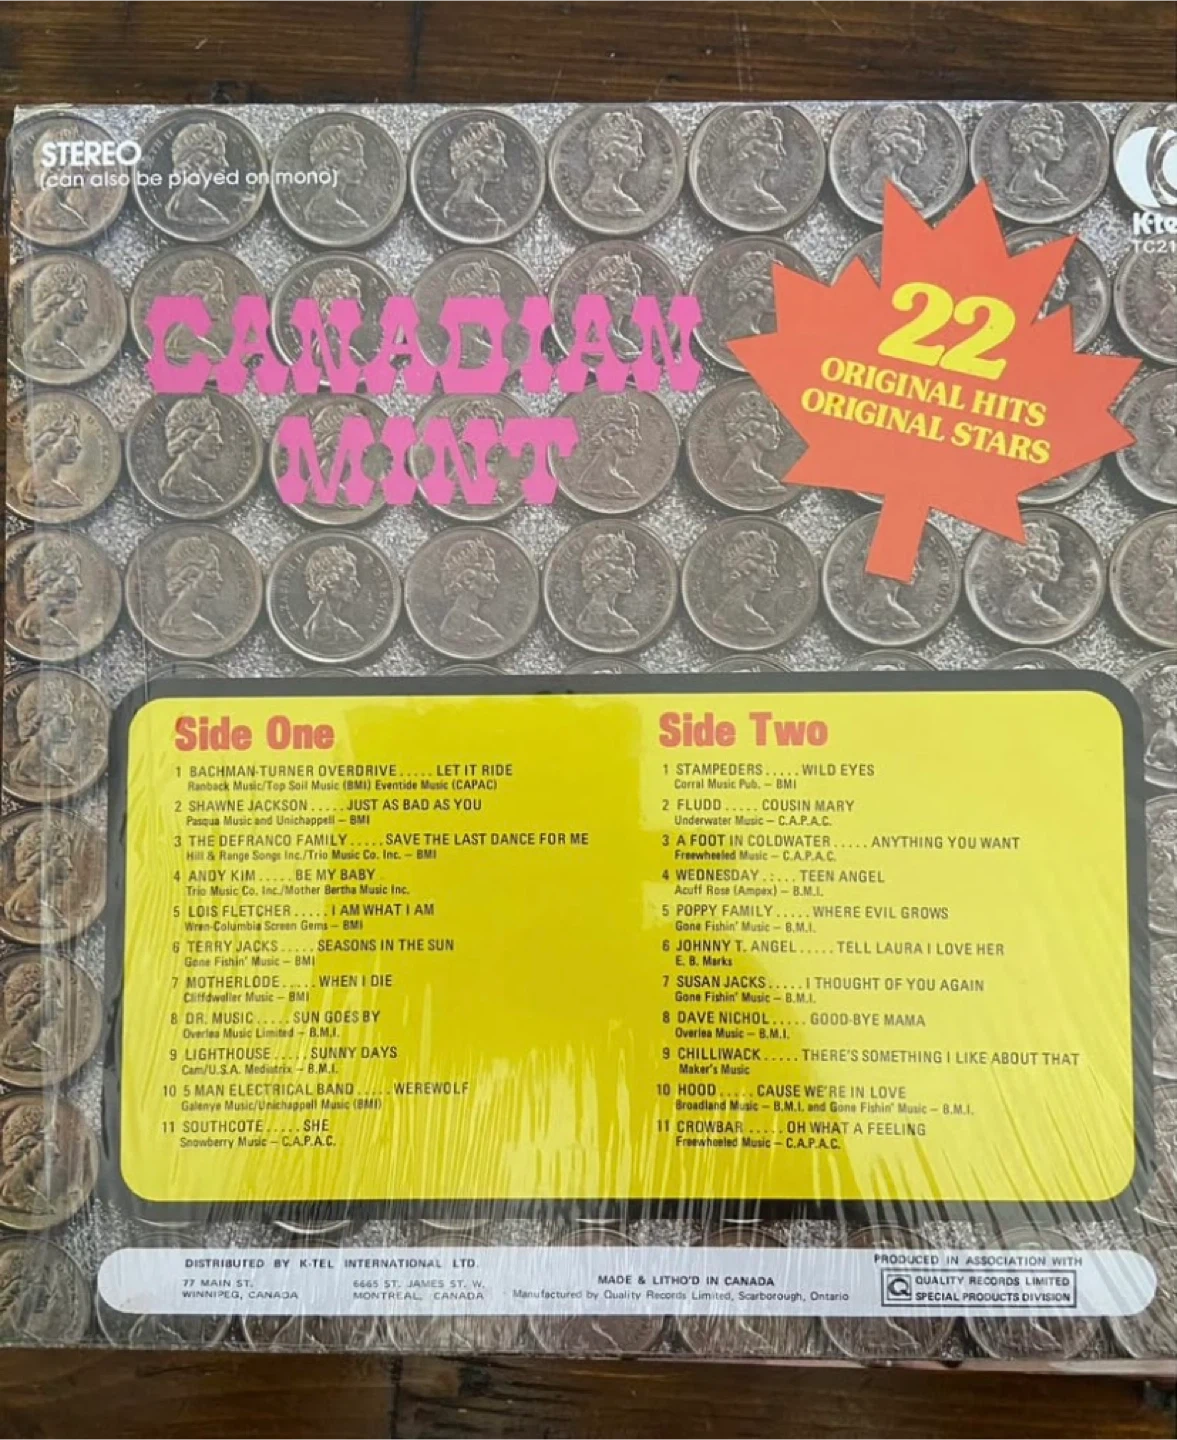 STEREO
(can also be played on mono)
K-te
TC21
CANADIAN
MINT
22
ORIGINAL HITS
ORIGINAL STARS
Side One
1 BACHMAN-TURNER OVERDRIVE ..... LET IT RIDE
Ranback Music/Top Soil Music (BMI) Eventide Music (CAPAC)
2 SHAWNE JACKSON ..... JUST AS BAD AS YOU
Pasqua Music and Unichappell – BMI
3 THE DEFRANCO FAMILY ..... SAVE THE LAST DANCE FOR ME
Hill & Range Songs Inc./Trio Music Co. Inc. – BMI
4 ANDY KIM ..... BE MY BABY
Trio Music Co. Inc./Mother Bertha Music Inc.
5 LOIS FLETCHER ..... I AM WHAT I AM
Wren-Columbia Screen Gems – BMI
6 TERRY JACKS ..... SEASONS IN THE SUN
Gone Fishin' Music – BMI
7 MOTHERLODE ..... WHEN I DIE
Cliffdweller Music – BMI
8 DR. MUSIC ..... SUN GOES BY
Overlea Music Limited – B.M.I.
9 LIGHTHOUSE ..... SUNNY DAYS
Cam/U.S.A. Mediatrix – B.M.I.
10 5 MAN ELECTRICAL BAND ..... WEREWOLF
Galenye Music/Unichappell Music (BMI)
11 SOUTHCOTE ..... SHE
Snowberry Music – C.A.P.A.C.
Side Two
1 STAMPEDERS ..... WILD EYES
Corral Music Pub. – BMI
2 FLUDD ..... COUSIN MARY
Underwater Music – C.A.P.A.C.
3 A FOOT IN COLDWATER ..... ANYTHING YOU WANT
Freewheeled Music – C.A.P.A.C.
4 WEDNESDAY ..... TEEN ANGEL
Acuff Rose (Ampex) – B.M.I.
5 POPPY FAMILY ..... WHERE EVIL GROWS
Gone Fishin' Music – B.M.I.
6 JOHNNY T. ANGEL ..... TELL LAURA I LOVE HER
E. B. Marks
7 SUSAN JACKS ..... I THOUGHT OF YOU AGAIN
Gone Fishin' Music – B.M.I.
8 DAVE NICHOL ..... GOOD-BYE MAMA
Overlea Music – B.M.I.
9 CHILLIWACK ..... THERE'S SOMETHING I LIKE ABOUT THAT
Maker's Music
10 HOOD ..... CAUSE WE'RE IN LOVE
Broadland Music – B.M.I. and Gone Fishin' Music – B.M.I.
11 CROWBAR ..... OH WHAT A FEELING
Freewheeled Music – C.A.P.A.C.
DISTRIBUTED BY K-TEL INTERNATIONAL LTD.
77 MAIN ST.
WINNIPEG, CANADA
6665 ST. JAMES ST. W.
MONTREAL, CANADA
MADE & LITHO'D IN CANADA
Manufactured by Quality Records Limited, Scarborough, Ontario
PRODUCED IN ASSOCIATION WITH
Q QUALITY RECORDS LIMITED
SPECIAL PRODUCTS DIVISION